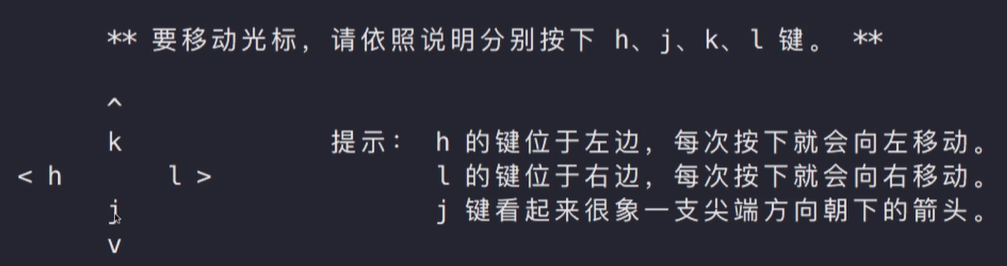 ** 要移动光标，请依照说明分别按下 h、j、k、l 键。 **
^
k 提示： h 的键位于左边，每次按下就会向左移动。
< h l > l 的键位于右边，每次按下就会向右移动。
j j 键看起来很象一支尖端方向朝下的箭头。
v